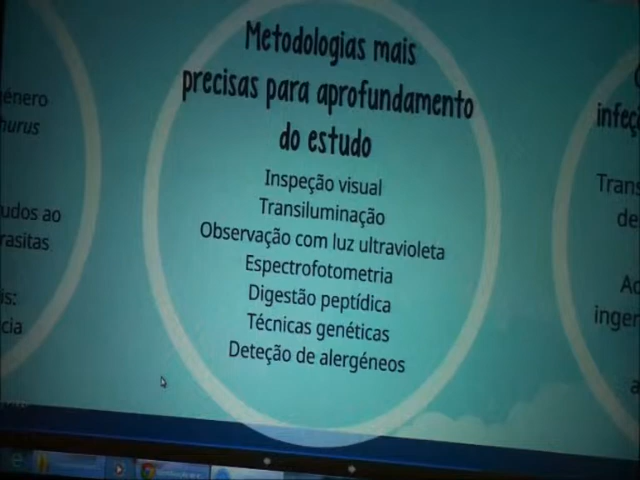 Metodologias mais
precisas para aprofundamento
do estudo
Inspeção visual
Transiluminação
Observação com luz ultravioleta
Espectrofotometria
Digestão peptídica
Técnicas genéticas
Deteção de alergéneos